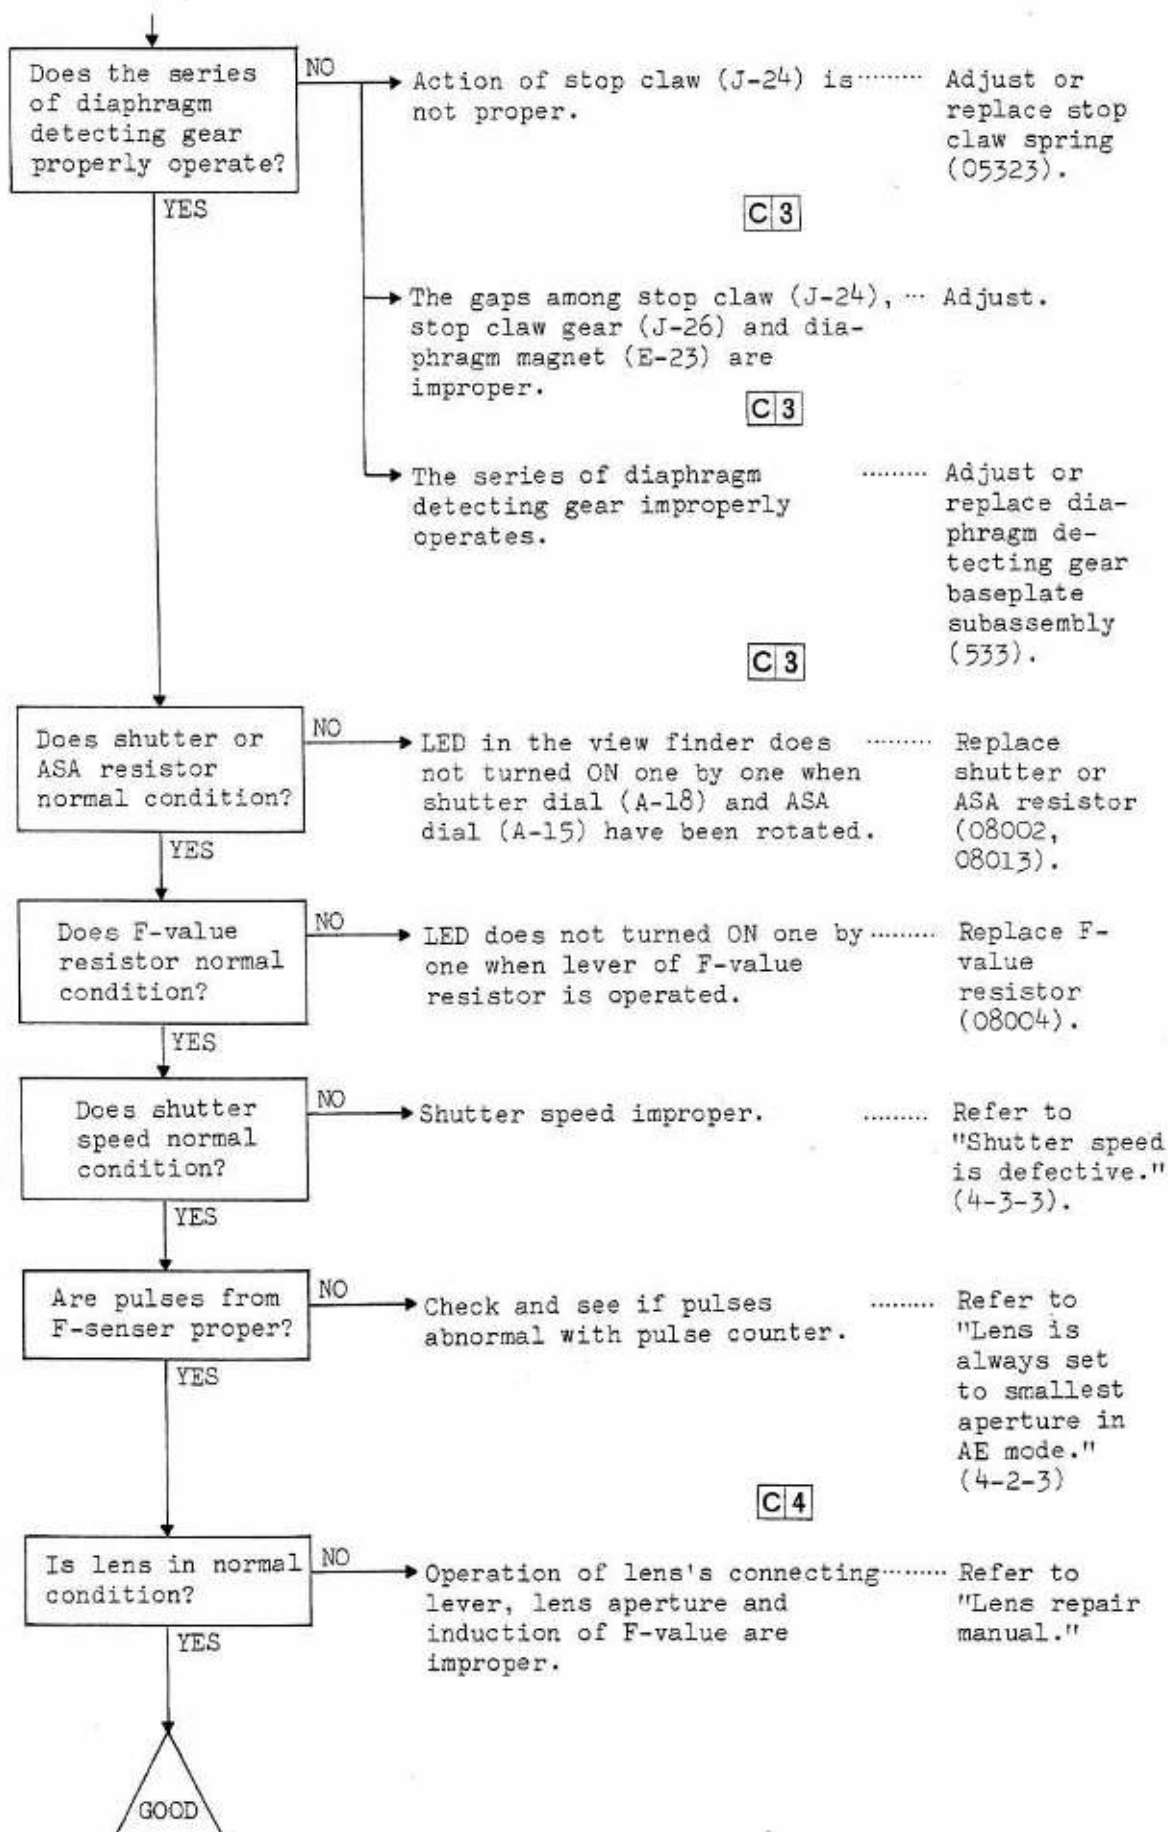 Does the series
of diaphragm
detecting gear
properly operate?
NO
Action of stop claw (J-24) is ........
not proper.
Adjust or
replace stop
claw spring
(05323).
YES
C 3
The gaps among stop claw (J-24), ...
stop claw gear (J-26) and dia-
phragm magnet (E-23) are
improper.
Adjust.
C 3
The series of diaphragm .........
detecting gear improperly
operates.
Adjust or
replace dia-
phragm de-
tecting gear
baseplate
subassembly
(533).
C 3
Does shutter or
ASA resistor
normal condition?
NO
LED in the view finder does .........
not turned ON one by one when
shutter dial (A-18) and ASA
dial (A-15) have been rotated.
Replace
shutter or
ASA resistor
(08002,
08013).
YES
Does F-value
resistor normal
condition?
NO
LED does not turned ON one by .........
one when lever of F-value
resistor is operated.
Replace F-
value
resistor
(08004).
YES
Does shutter
speed normal
condition?
NO
Shutter speed improper. .........
Refer to
"Shutter speed
is defective."
(4-3-3).
YES
Are pulses from
F-senser proper?
NO
Check and see if pulses .........
abnormal with pulse counter.
Refer to
"Lens is
always set
to smallest
aperture in
AE mode."
(4-2-3)
YES
C 4
Is lens in normal
condition?
NO
Operation of lens's connecting.........
lever, lens aperture and
induction of F-value are
improper.
Refer to
"Lens repair
manual."
YES
GOOD